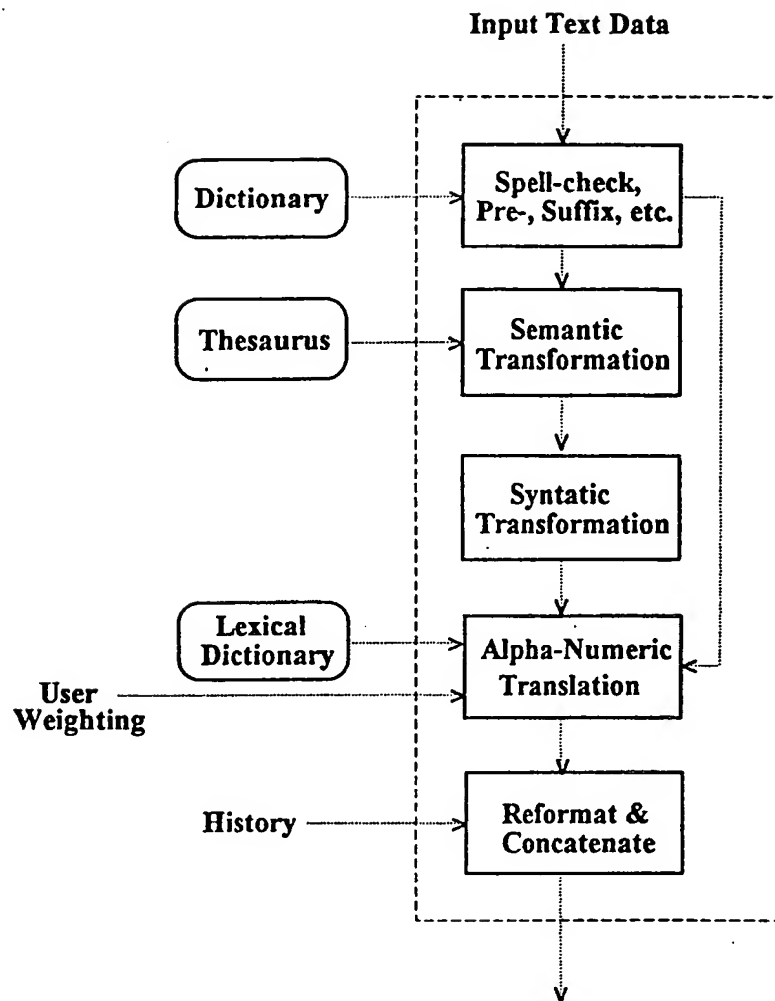 Input Text Data
Dictionary
Spell-check,
Pre-, Suffix, etc.
Thesaurus
Semantic
Transformation
Syntatic
Transformation
Lexical
Dictionary
Alpha-Numeric
Translation
User
Weighting
History
Reformat &
Concatenate